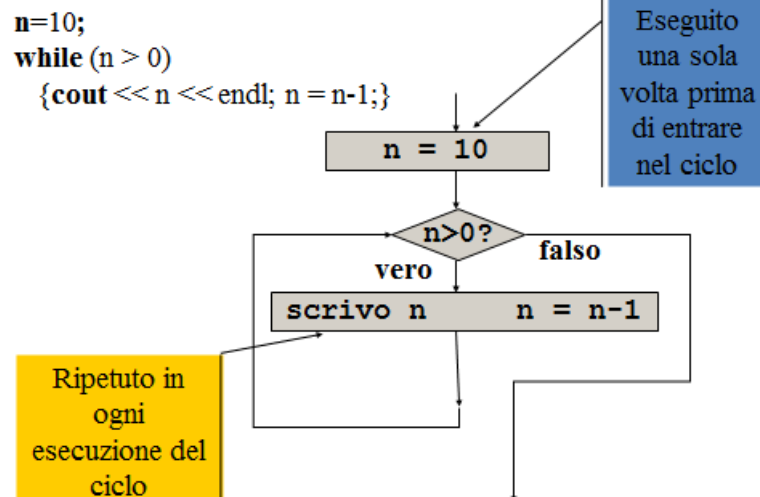 n=10;
while (n > 0)
{cout << n << endl; n = n-1;}
Eseguito
una sola
volta prima
di entrare
nel ciclo
n = 10
n>0?
vero
falso
scrivo n n = n-1
Ripetuto in
ogni
esecuzione del
ciclo